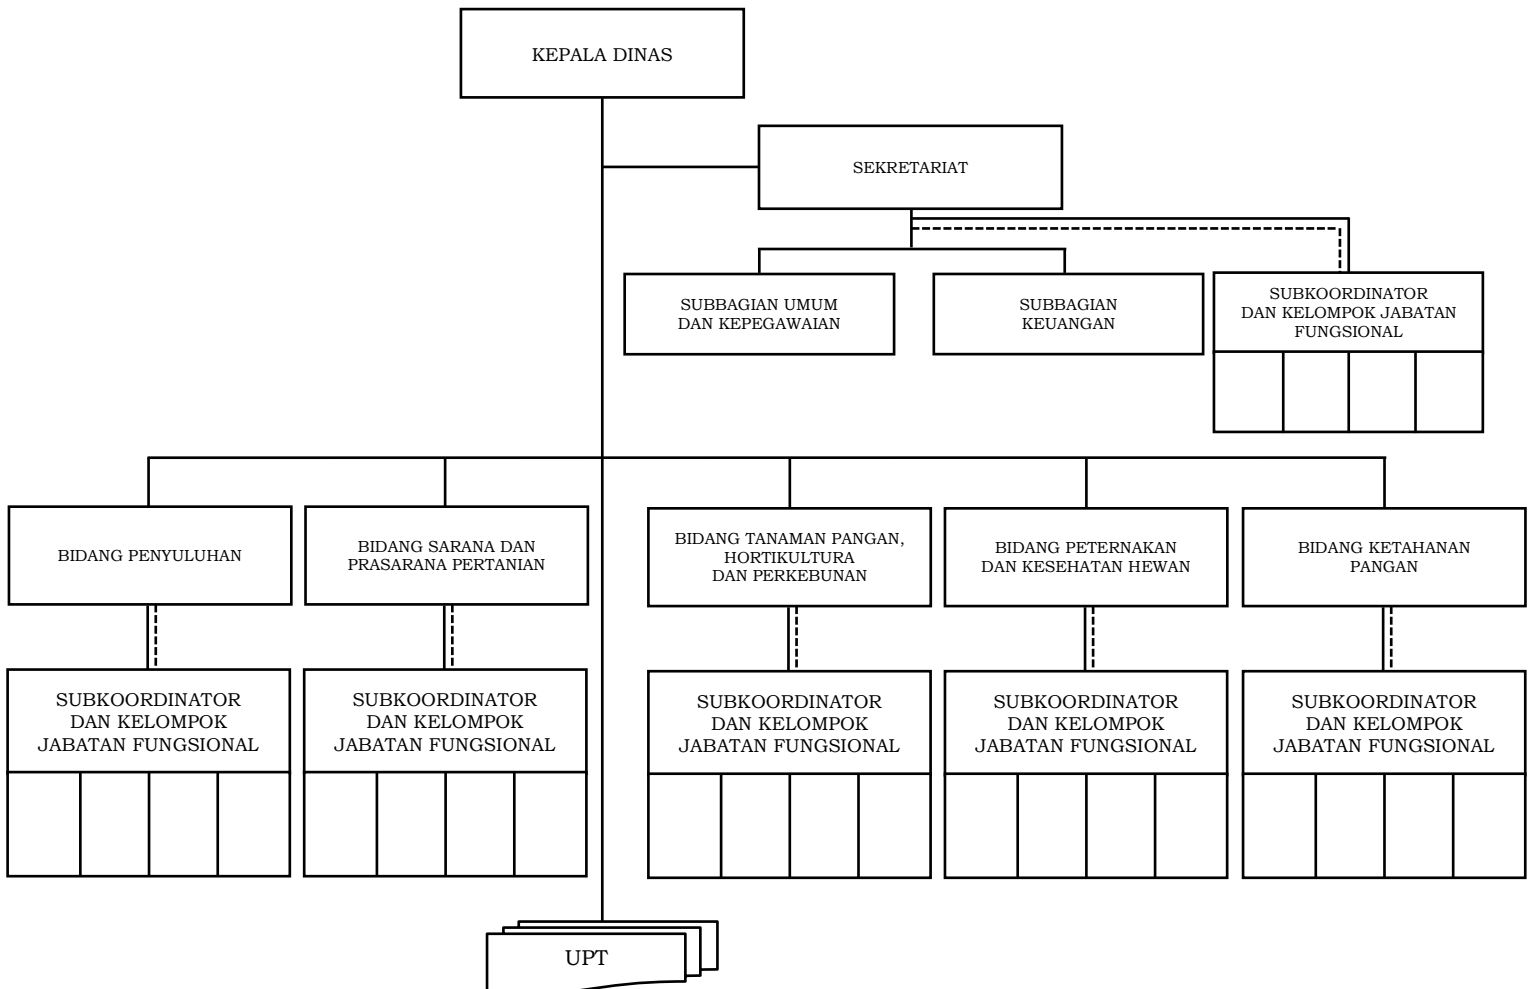 KEPALA DINAS
SEKRETARIAT
SUBBAGIAN UMUM
DAN KEPEGAWAIAN
SUBBAGIAN
KEUANGAN
SUBKOORDINATOR
DAN KELOMPOK JABATAN
FUNGSIONAL
BIDANG PENYULUHAN
BIDANG SARANA DAN
PRASARANA PERTANIAN
BIDANG TANAMAN PANGAN,
HORTIKULTURA
DAN PERKEBUNAN
BIDANG PETERNAKAN
DAN KESEHATAN HEWAN
BIDANG KETAHANAN
PANGAN
SUBKOORDINATOR
DAN KELOMPOK
JABATAN FUNGSIONAL
SUBKOORDINATOR
DAN KELOMPOK
JABATAN FUNGSIONAL
SUBKOORDINATOR
DAN KELOMPOK
JABATAN FUNGSIONAL
SUBKOORDINATOR
DAN KELOMPOK
JABATAN FUNGSIONAL
SUBKOORDINATOR
DAN KELOMPOK
JABATAN FUNGSIONAL
UPT